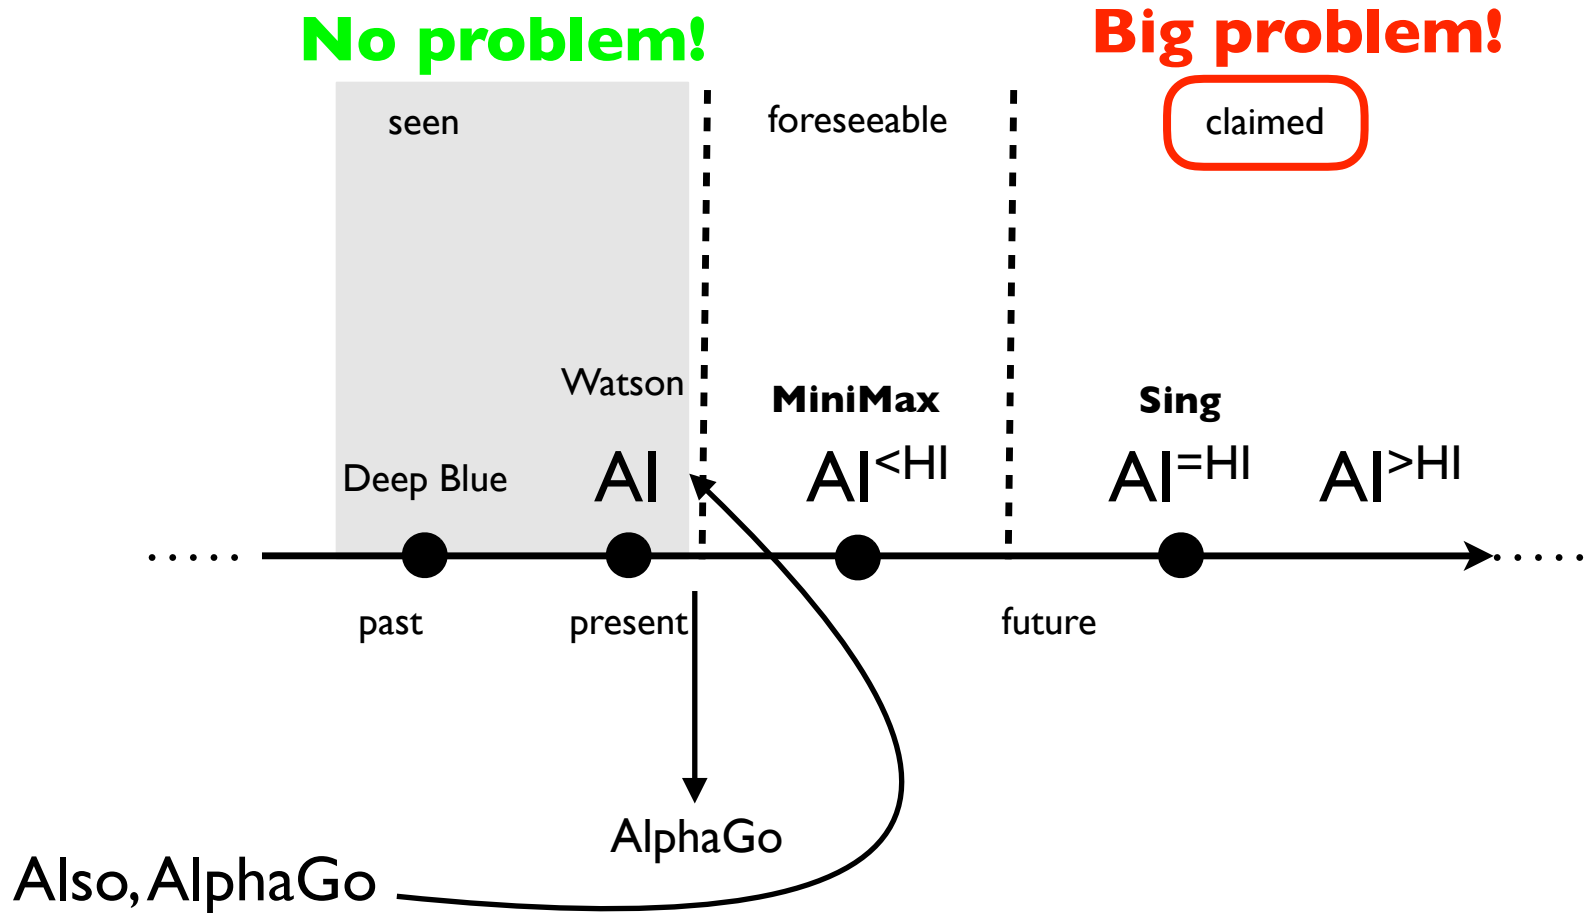 No problem!
Big problem!
seen
foreseeable
claimed
Watson
MiniMax
Sing
Deep Blue
AI
AI<HI
AI=HI
AI>HI
past
present
future
AlphaGo
Also, AlphaGo